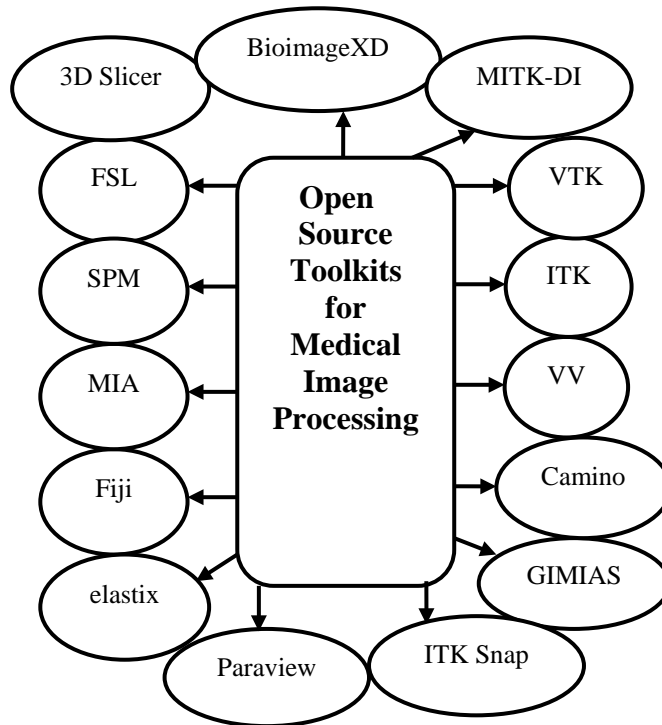 BioimageXD
3D Slicer
MITK-DI
FSL
VTK
SPM
ITK
MIA
VV
Fiji
Camino
elastix
GIMIAS
Paraview
ITK Snap
Open
Source
Toolkits
for
Medical
Image
Processing